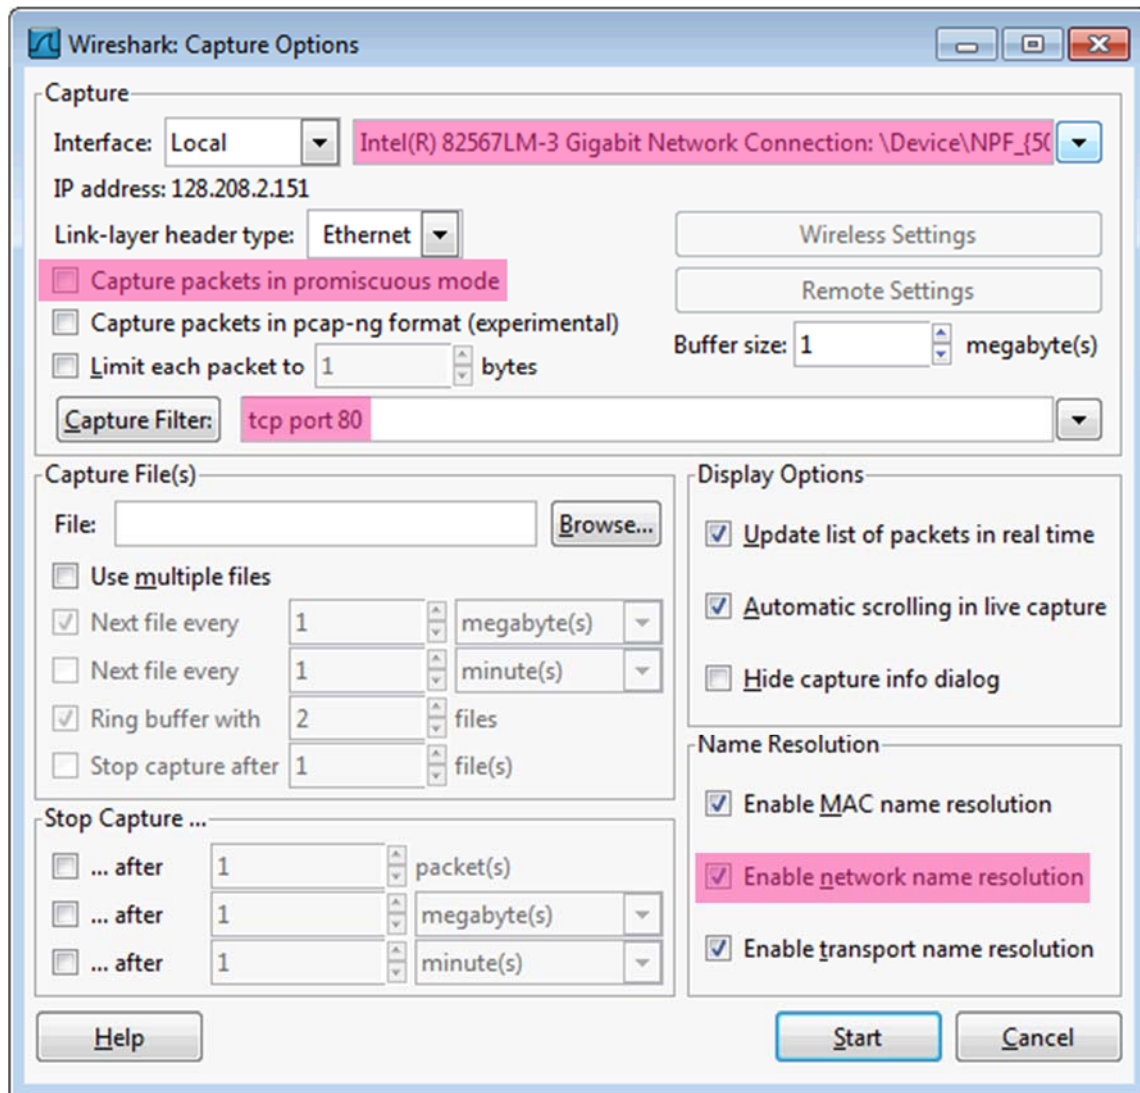 Wireshark: Capture Options
Capture
Interface: Local Intel(R) 82567LM-3 Gigabit Network Connection: \Device\NPF_{50
IP address: 128.208.2.151
Link-layer header type: Ethernet Wireless Settings
Capture packets in promiscuous mode Remote Settings
Capture packets in pcap-ng format (experimental)
Buffer size: 1 megabyte(s)
Limit each packet to 1 bytes
Capture Filter: tcp port 80
Capture File(s)
File: Browse...
Use multiple files
Next file every 1 megabyte(s)
Next file every 1 minute(s)
Ring buffer with 2 files
Stop capture after 1 file(s)
Stop Capture ...
... after 1 packet(s)
... after 1 megabyte(s)
... after 1 minute(s)
Display Options
Update list of packets in real time
Automatic scrolling in live capture
Hide capture info dialog
Name Resolution
Enable MAC name resolution
Enable network name resolution
Enable transport name resolution
Help Start Cancel